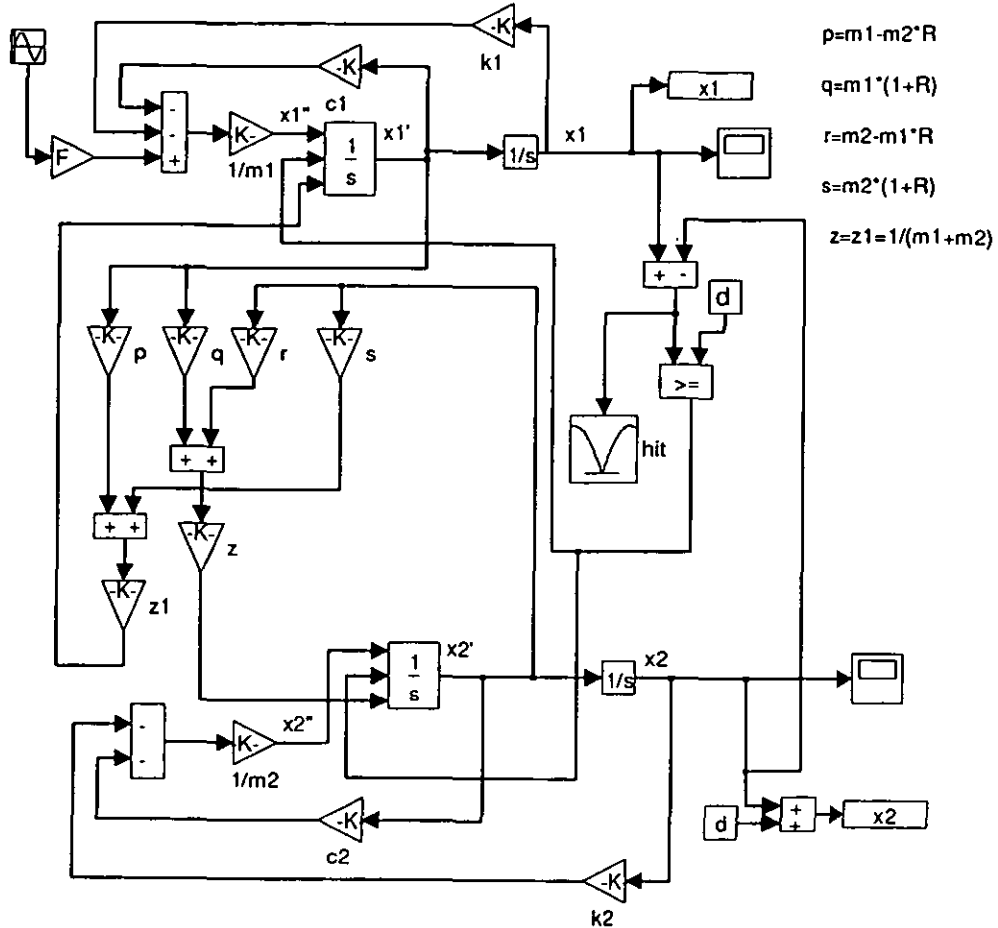 -K
k1
p=m1-m2*R
-K
x1
q=m1*(1+R)
-
-
+
K-
x1"
c1
x1'
1/s
x1
r=m2-m1*R
F
1/m1
1
s
s=m2*(1+R)
z=z1=1/(m1+m2)
+ -
d
-K-
p
-K-
q
-K-
r
-K-
s
>=
hit
+ +
+ +
-K-
z
-K-
z1
1
s
x2'
1/s
x2
-
-
K-
x2"
1/m2
-K
c2
d
+
+
x2
-K
k2